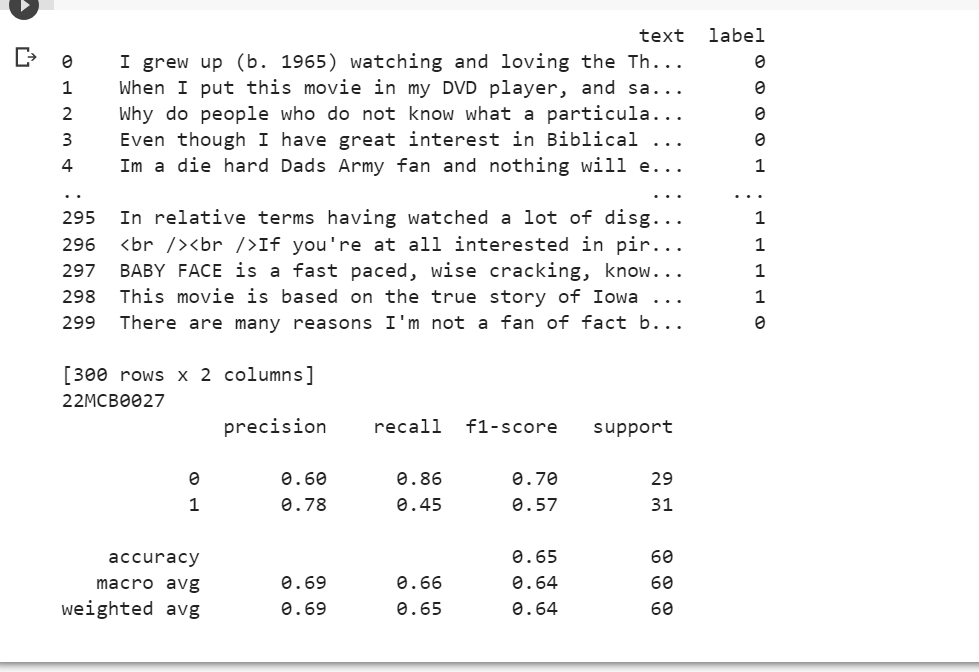 text label
0 I grew up (b. 1965) watching and loving the Th... 0
1 When I put this movie in my DVD player, and sa... 0
2 Why do people who do not know what a particula... 0
3 Even though I have great interest in Biblical ... 0
4 Im a die hard Dads Army fan and nothing will e... 1
.. ... ...
295 In relative terms having watched a lot of disg... 1
296 <br /><br />If you're at all interested in pir... 1
297 BABY FACE is a fast paced, wise cracking, know... 1
298 This movie is based on the true story of Iowa ... 1
299 There are many reasons I'm not a fan of fact b... 0
[300 rows x 2 columns]
22MCB0027
precision recall f1-score support
0 0.60 0.86 0.70 29
1 0.78 0.45 0.57 31
accuracy 0.65 60
macro avg 0.69 0.66 0.64 60
weighted avg 0.69 0.65 0.64 60